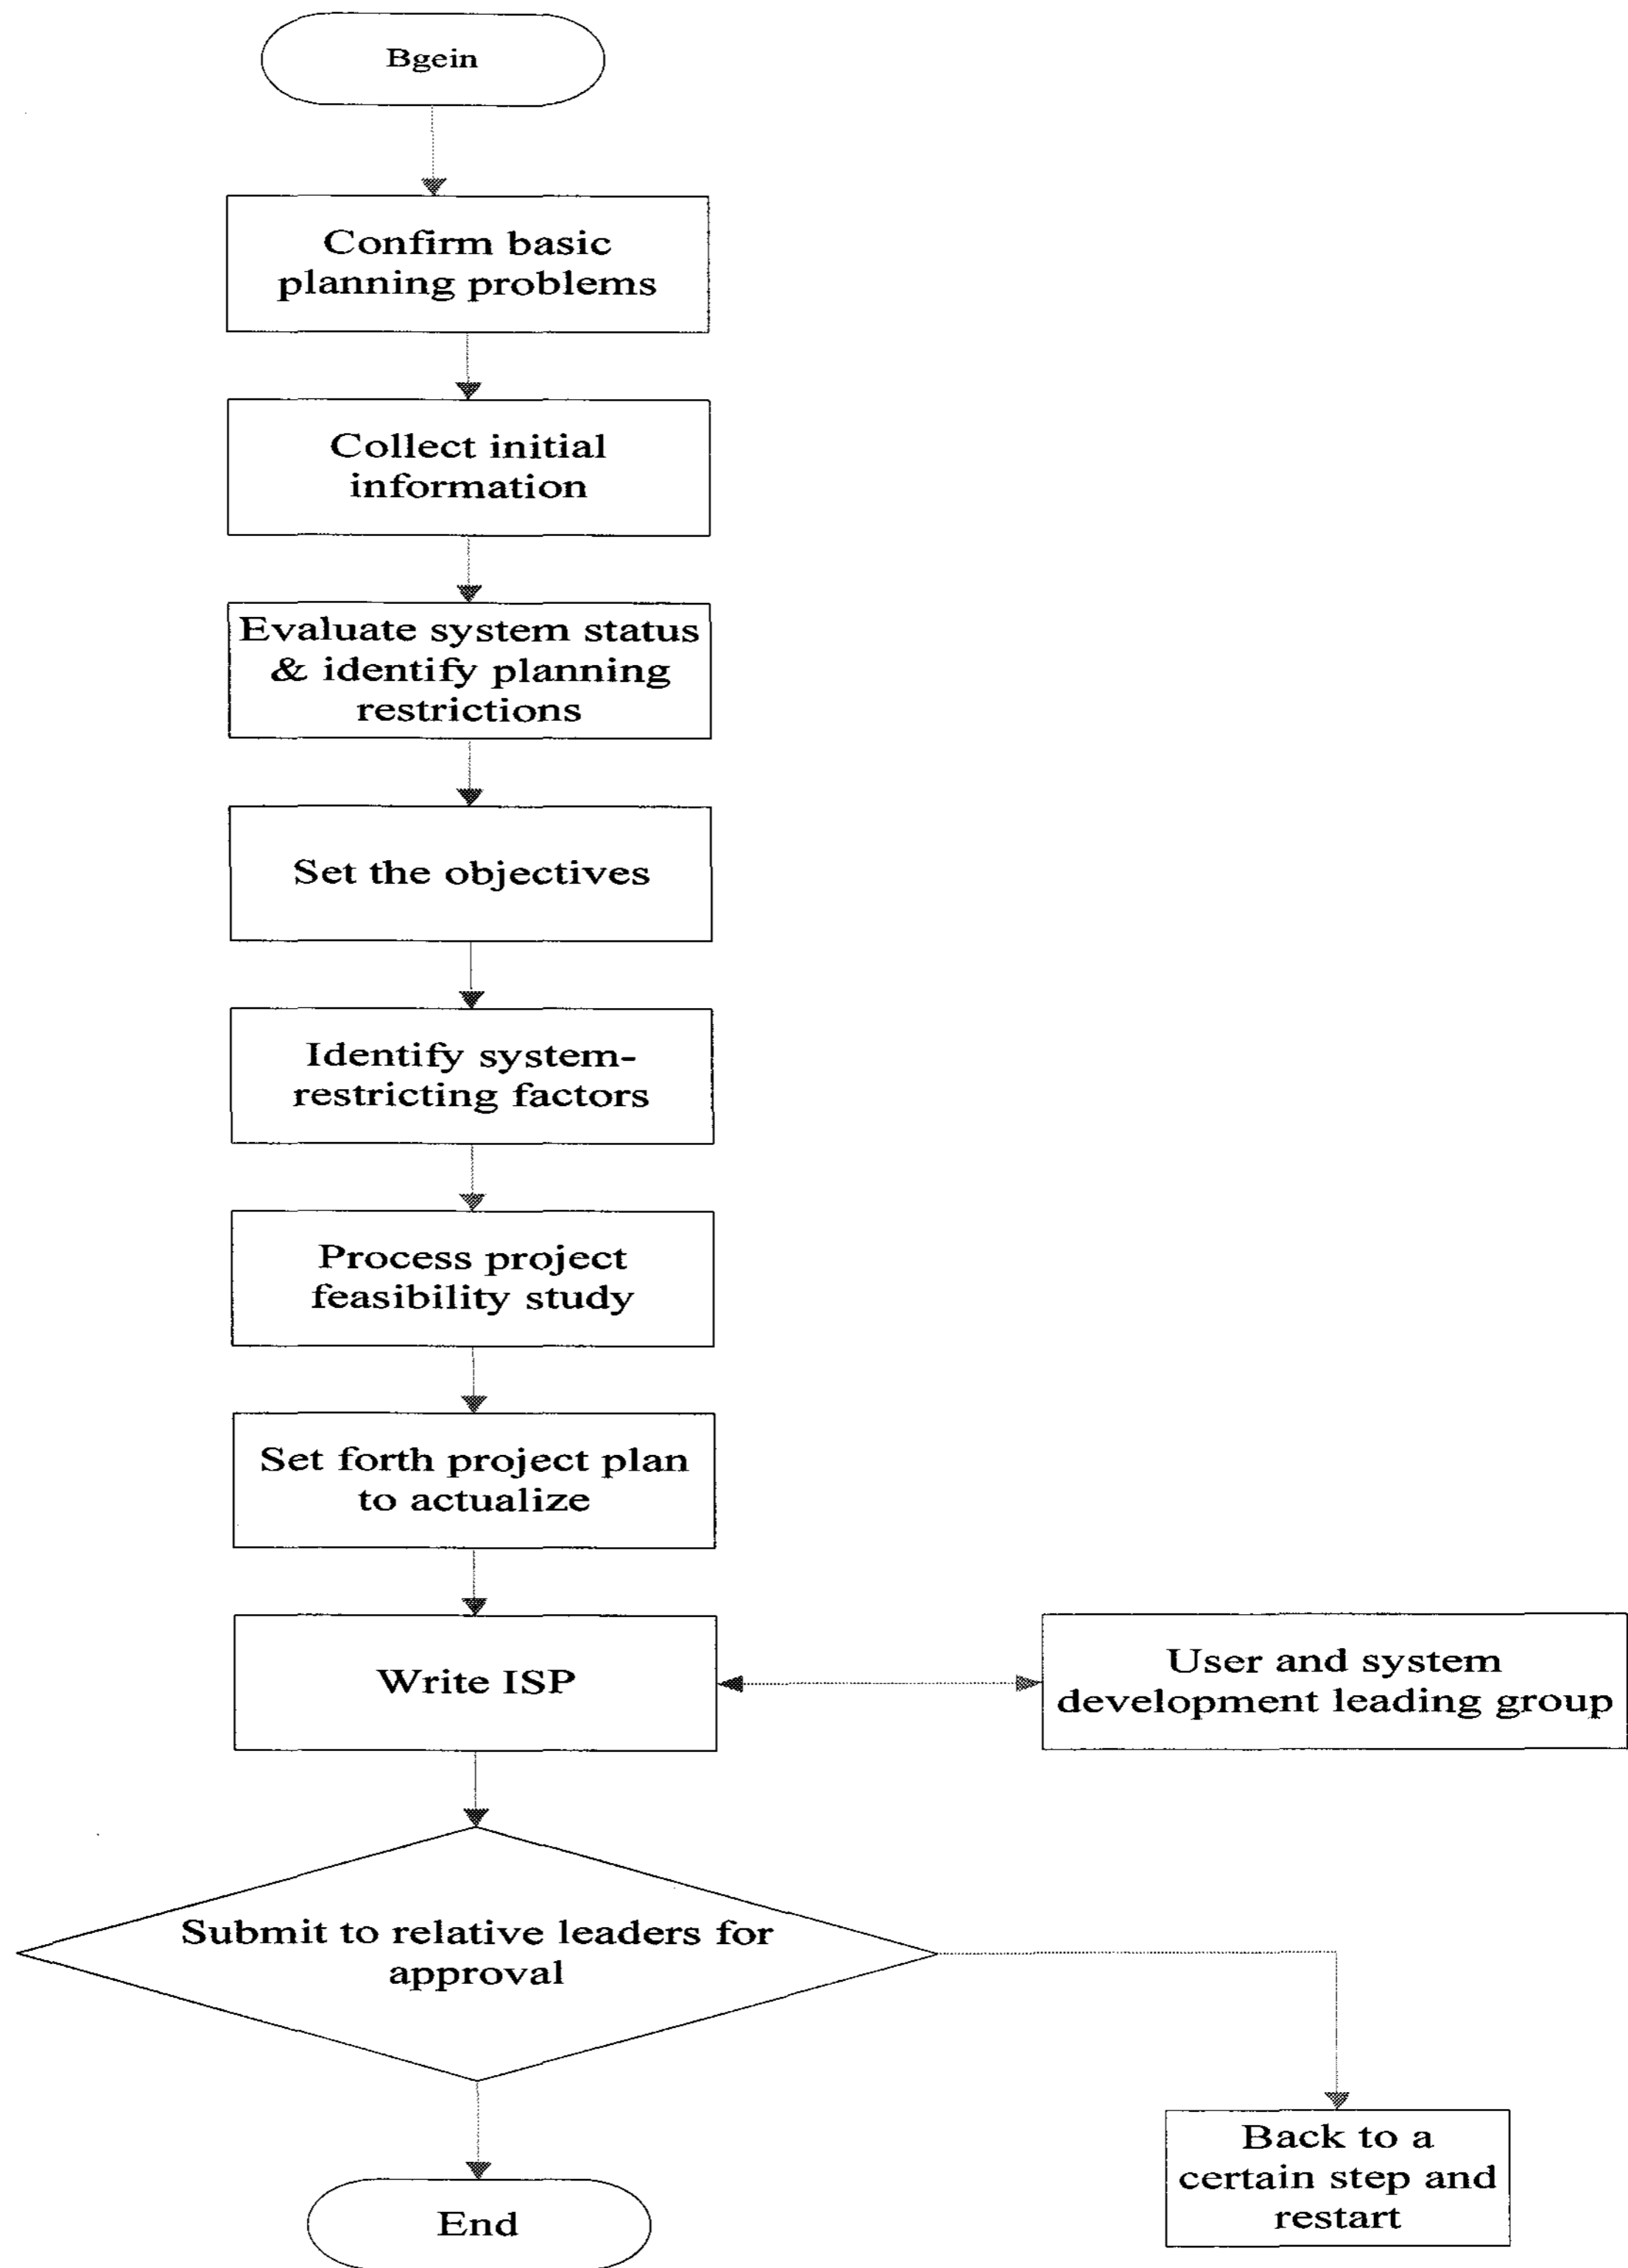 Bgein
Confirm basic
planning problems
Collect initial
information
Evaluate system status
& identify planning
restrictions
Set the objectives
Identify system-
restricting factors
Process project
feasibility study
Set forth project plan
to actualize
Write ISP
User and system
development leading group
Submit to relative leaders for
approval
Back to a
certain step and
restart
End